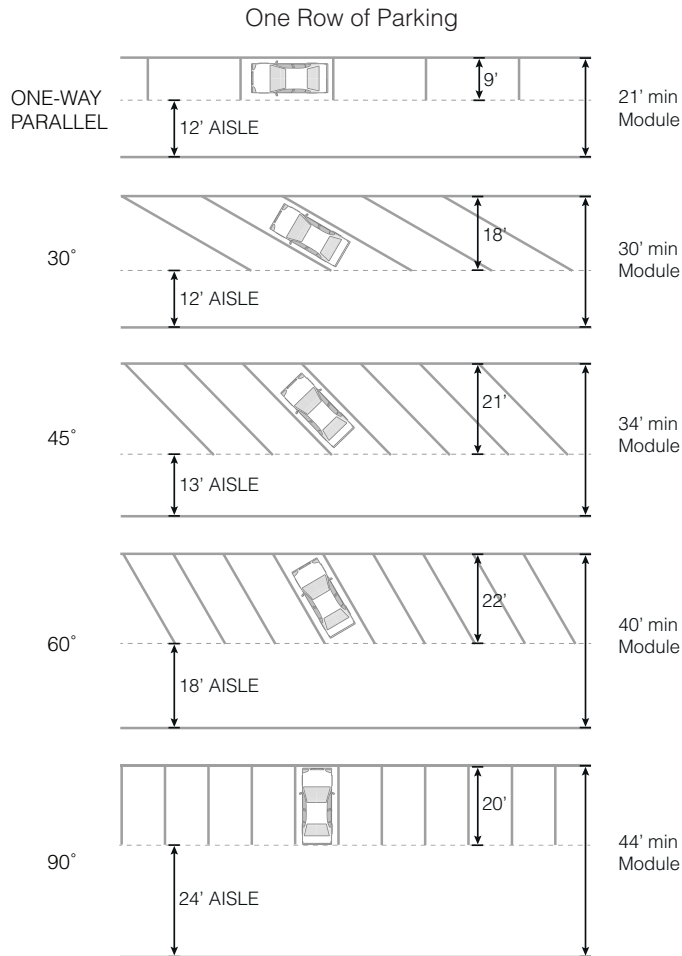 One Row of Parking
9’
ONE-WAY
PARALLEL
12’ AISLE
21’ min
Module
18’
30˚
12’ AISLE
30’ min
Module
21’
45˚
13’ AISLE
34’ min
Module
22’
60˚
18’ AISLE
40’ min
Module
20’
90˚
24’ AISLE
44’ min
Module